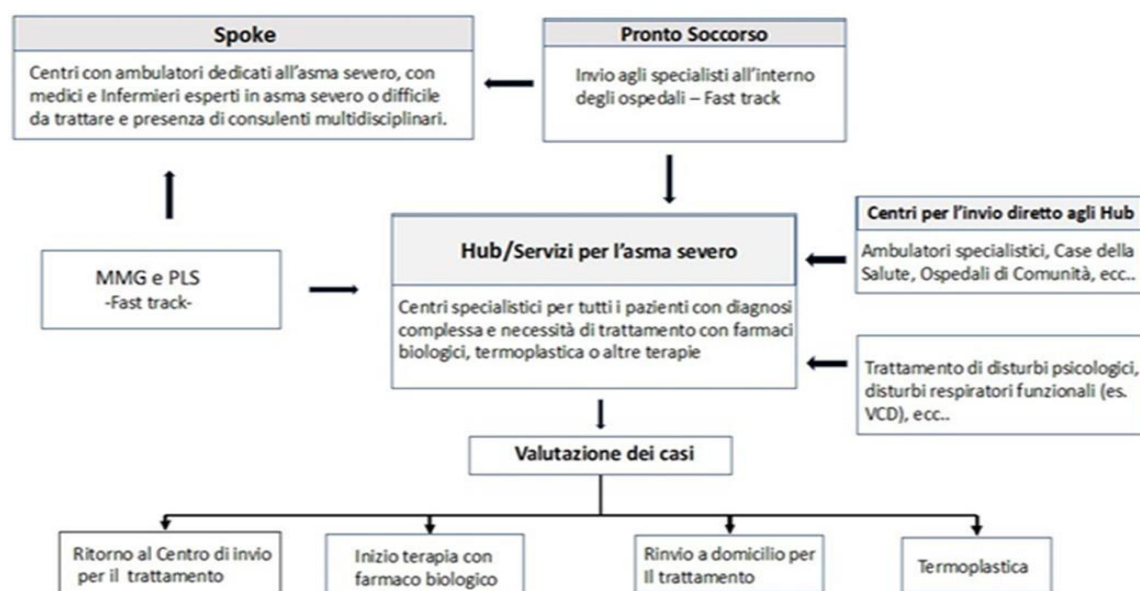 Spoke
Centri con ambulatori dedicati all'asma severo, con
medici e Infermieri esperti in asma severo o difficile
da trattare e presenza di consulenti multidisciplinari.
Pronto Soccorso
Invio agli specialisti all'interno
degli ospedali – Fast track
MMG e PLS
-Fast track-
Hub/Servizi per l'asma severo
Centri specialistici per tutti i pazienti con diagnosi
complessa e necessità di trattamento con farmaci
biologici, termoplastica o altre terapie
Centri per l'invio diretto agli Hub
Ambulatori specialistici, Case della
Salute, Ospedali di Comunità, ecc..
Trattamento di disturbi psicologici,
disturbi respiratori funzionali (es.
VCD), ecc..
Valutazione dei casi
Ritorno al Centro di invio
per il trattamento
Inizio terapia con
farmaco biologico
Rinvio a domicilio per
Il trattamento
Termoplastica